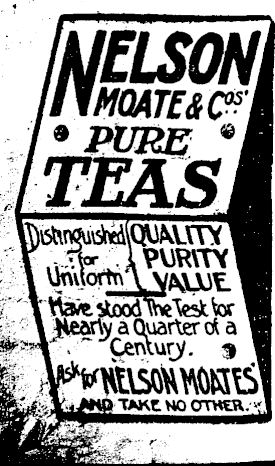 NELSON
MOATE & Cos'
PURE
TEAS
Distinguished QUALITY
for PURITY
Uniform VALUE
Have stood The Test for
Nearly a Quarter of a
Century.
Ask for NELSON MOATES'
AND TAKE NO OTHER.